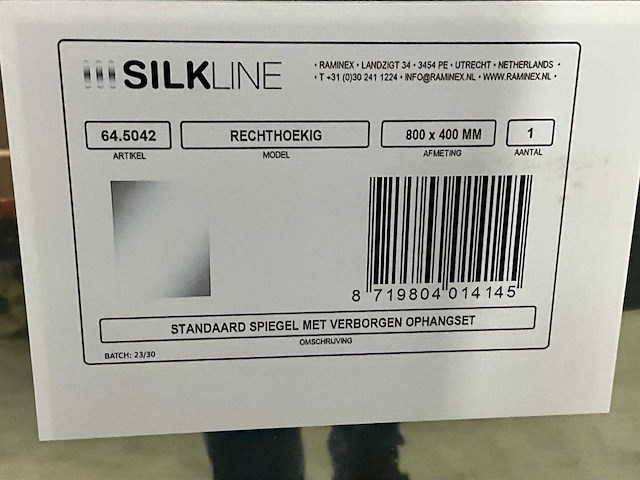 SILKLINE
• RAMINEX • LANDZIGT 34 • 3454 PE • UTRECHT • NETHERLANDS •
• T +31 (0)30 241 1224 • INFO@RAMINEX.NL • WWW.RAMINEX.NL •
64.5042 RECHTHOEKIG 800 x 400 MM 1
ARTIKEL MODEL AFMETING AANTAL
8 719804 014145
STANDAARD SPIEGEL MET VERBORGEN OPHANGSET
OMSCHRIJVING
BATCH: 23/30